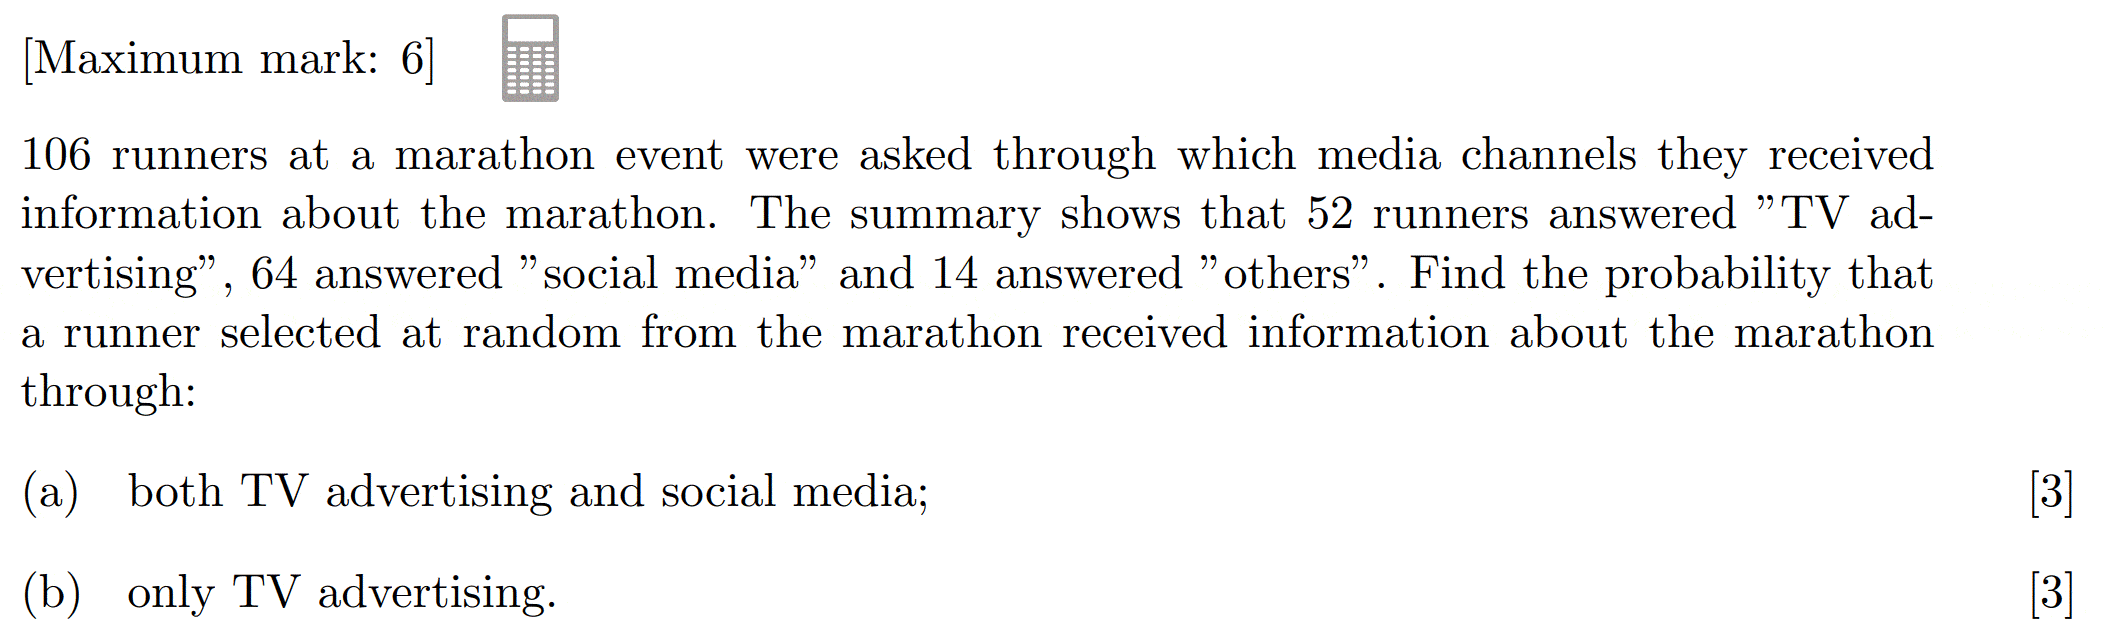 [Maximum mark: 6]
106 runners at a marathon event were asked through which media channels they received
information about the marathon. The summary shows that 52 runners answered ”TV ad-
vertising”, 64 answered ”social media” and 14 answered ”others”. Find the probability that
a runner selected at random from the marathon received information about the marathon
through:
(a) both TV advertising and social media; [3]
(b) only TV advertising. [3]